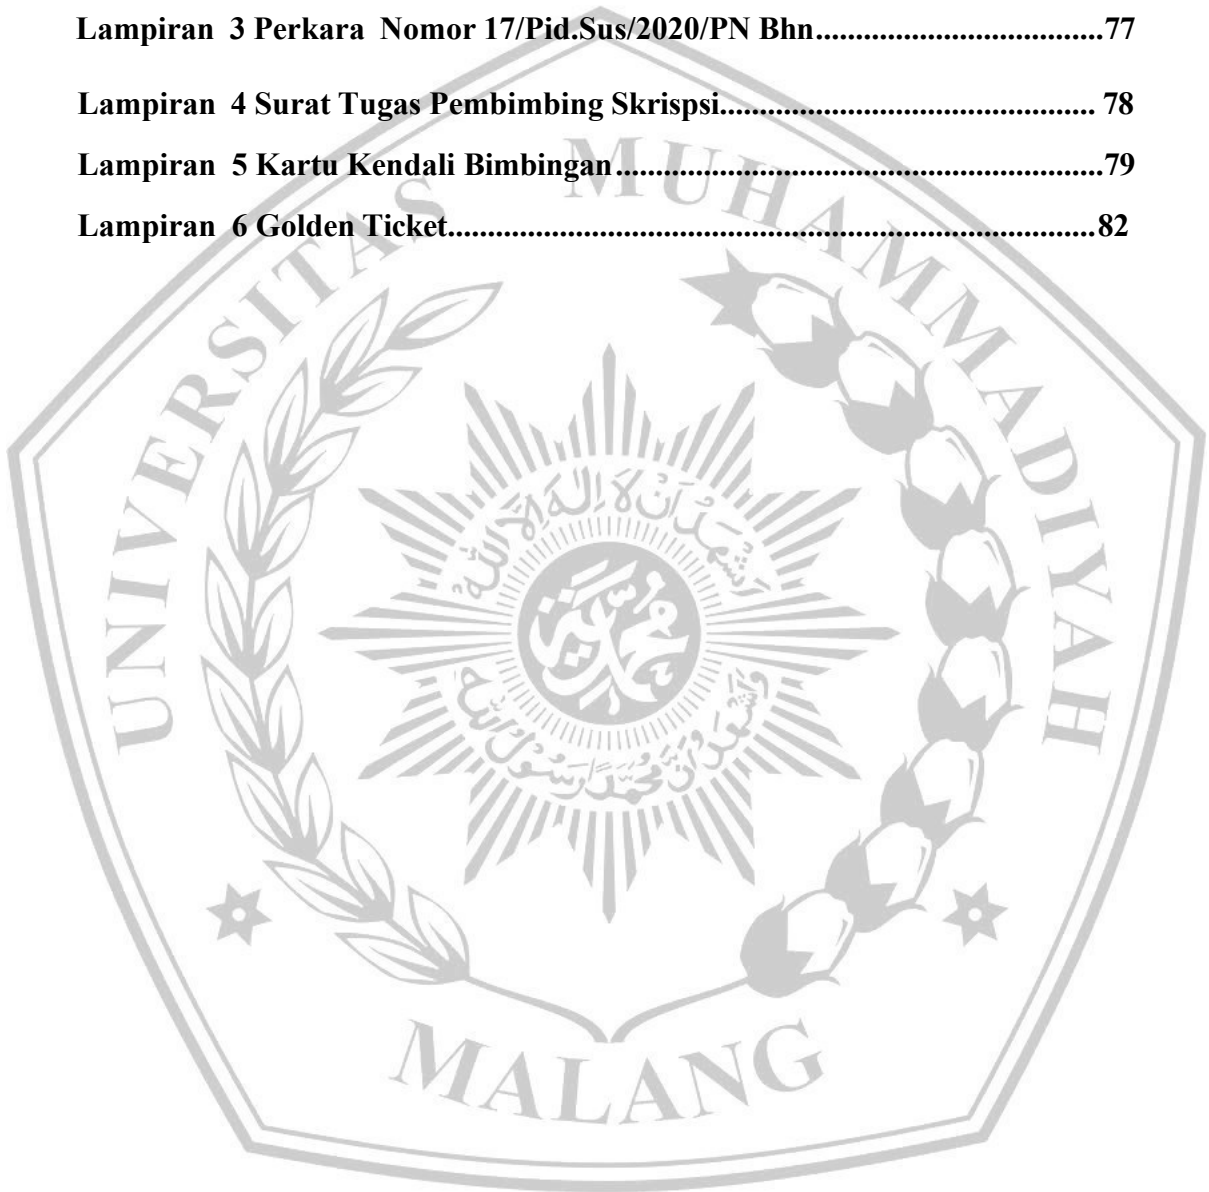 Lampiran 3 Perkara Nomor 17/Pid.Sus/2020/PN Bhn....................................77
Lampiran 4 Surat Tugas Pembimbing Skrispsi............................................... 78
Lampiran 5 Kartu Kendali Bimbingan.............................................................79
Lampiran 6 Golden Ticket.................................................................................82
UNIVERSITAS MUHAMMADIYAH
MALANG